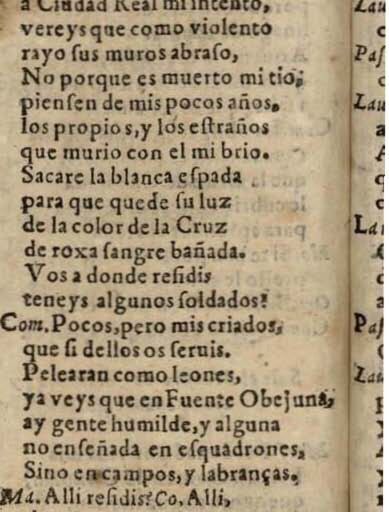 a Ciudad Real mi intento,
vereys que como violento
rayo ſus muros abraſo,
No porque es muerto mi tio,
pienſen de mis pocos años,
los propios, y los eſtraños
que murio con el mi brio.
Sacare la blanca eſpada
para que quede ſu luz
de la color de la Cruz
de roxa ſangre bañada.
Vos a donde reſidis
teneys algunos ſoldados?
Com. Pocos, pero mis criados,
que ſi dellos os ſeruis.
Pelearan como leones,
ya veys que en Fuente Obejuna,
ay gente humilde, y alguna
no enſeñada en eſquadrones,
Sino en campos, y labranças.
Ma. Alli reſidis? Co. Alli,
Lau
Paſ
Lau
a
A
q
c
La
c
a
Paſ
Lau